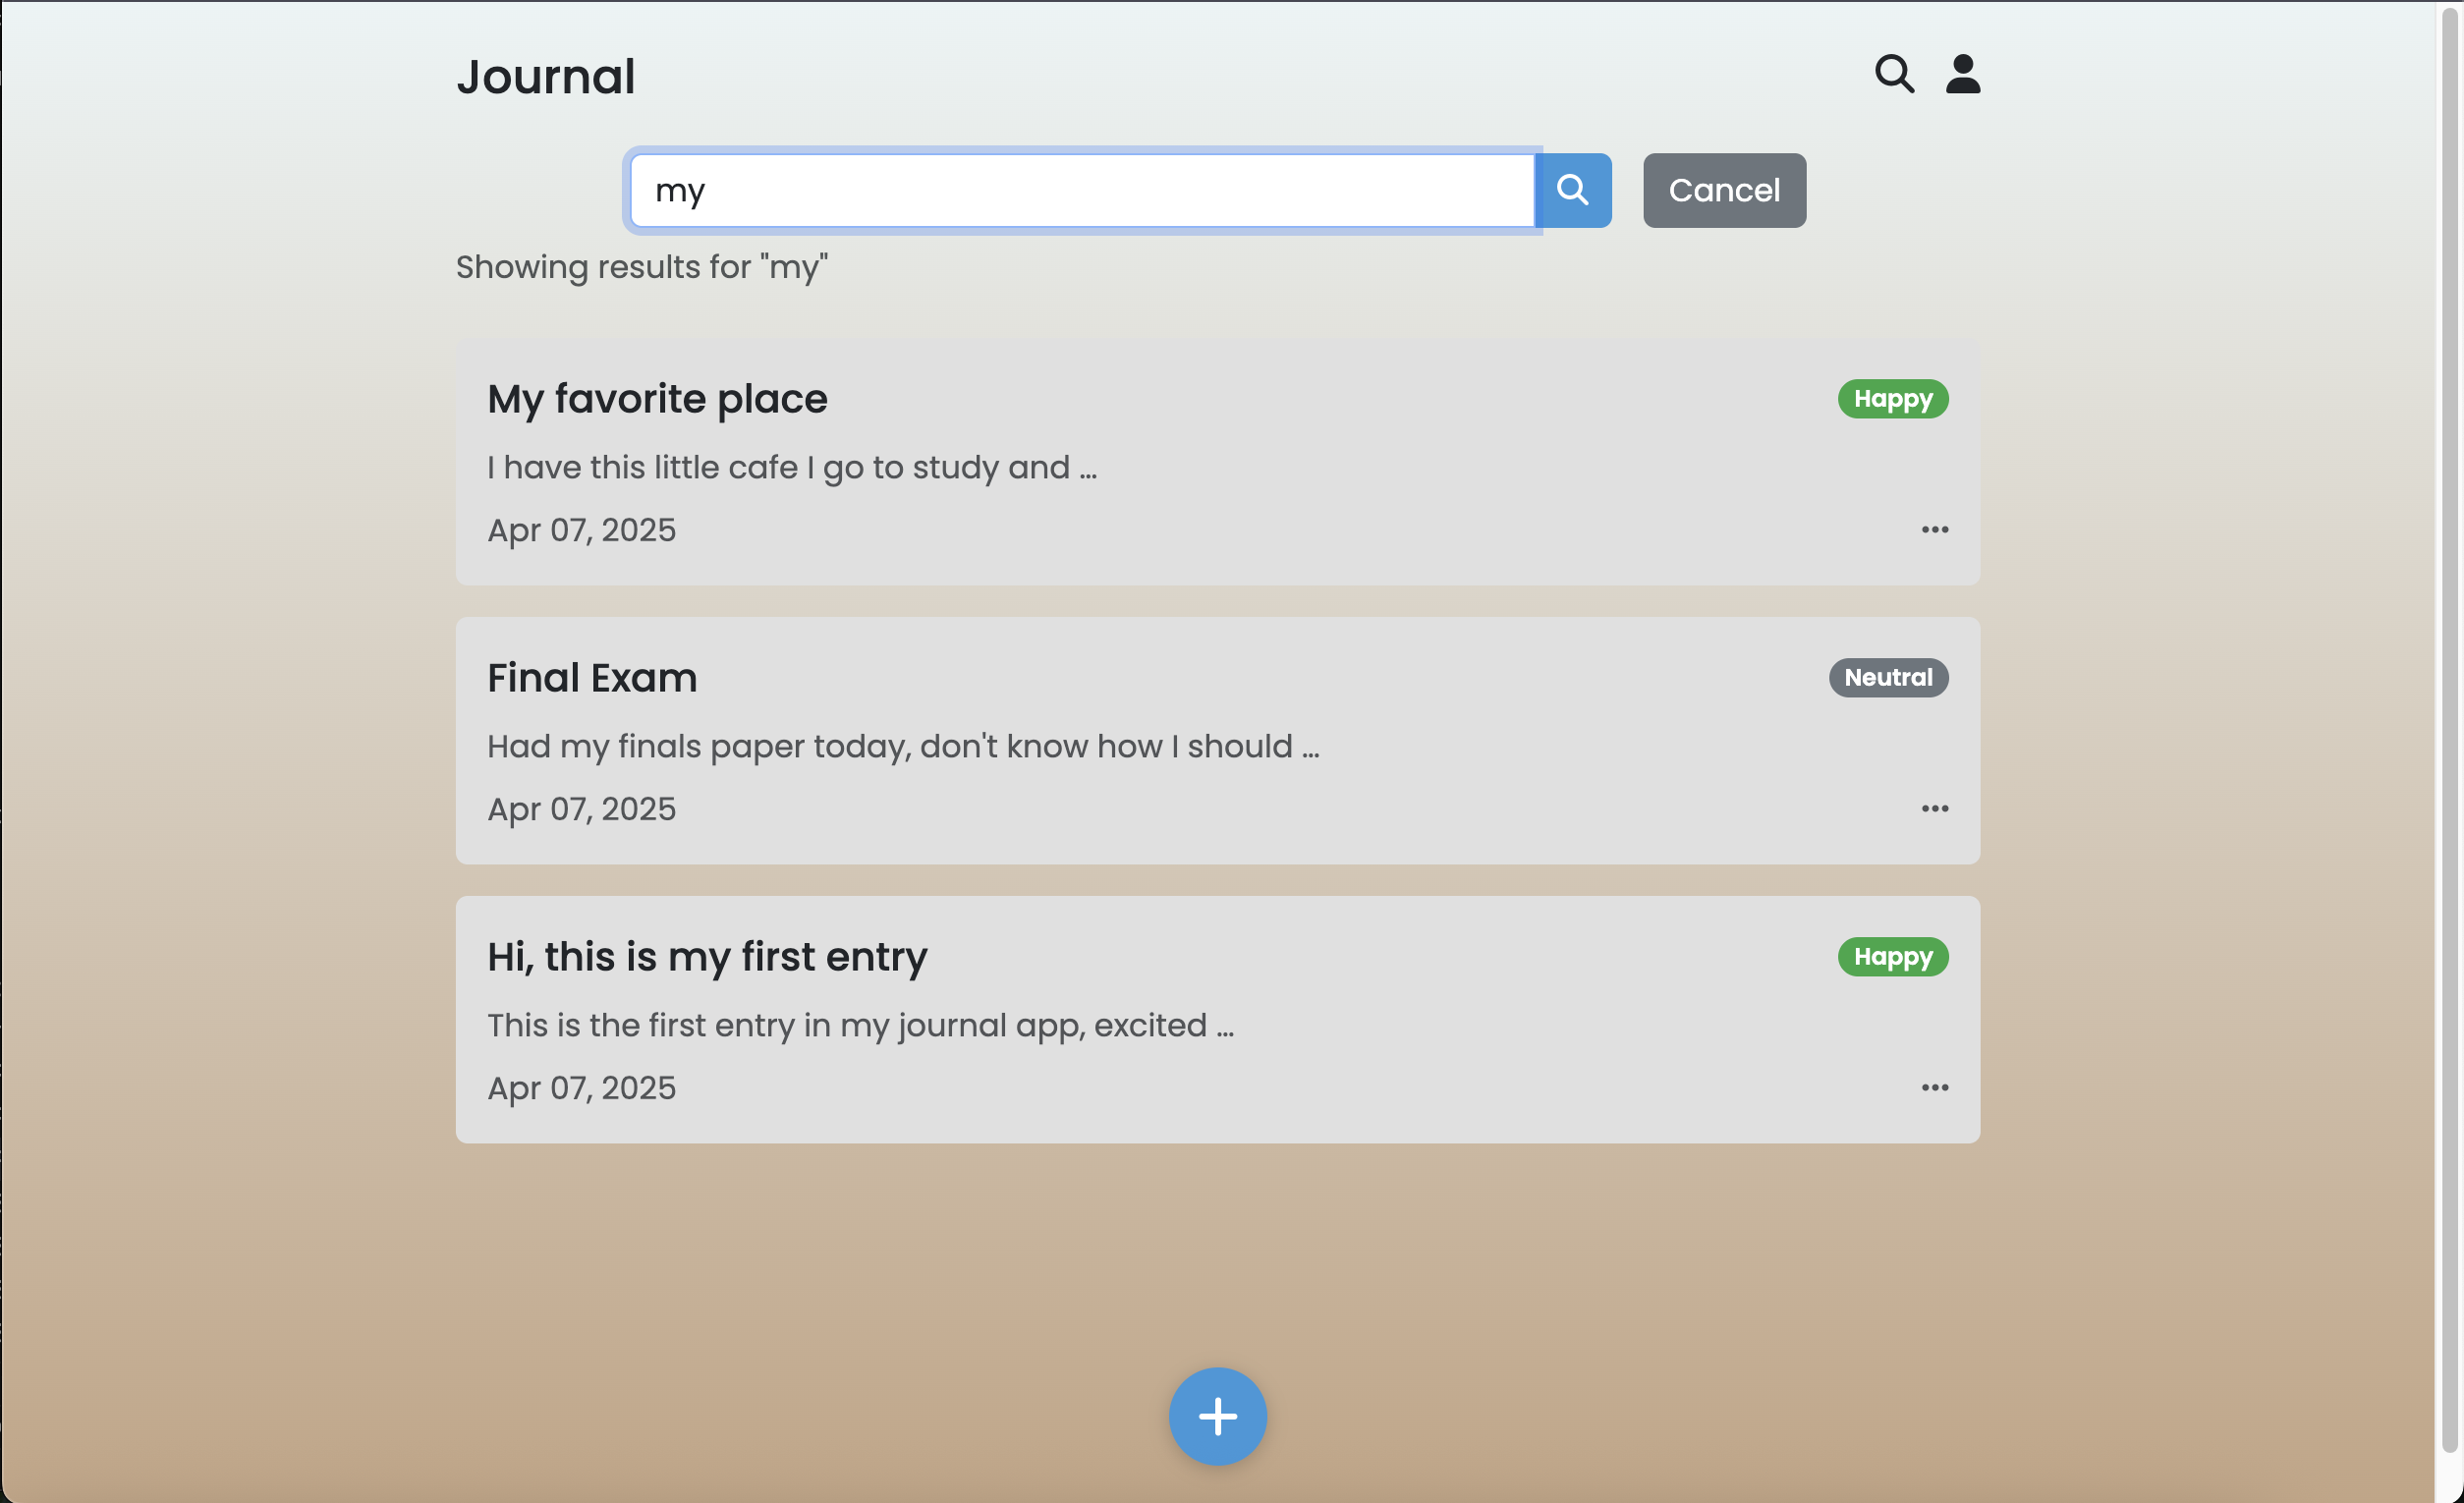 Journal
my
Cancel
Showing results for "my"
My favorite place
Happy
I have this little cafe I go to study and ...
Apr 07, 2025
Final Exam
Neutral
Had my finals paper today, don't know how I should ...
Apr 07, 2025
Hi, this is my first entry
Happy
This is the first entry in my journal app, excited ...
Apr 07, 2025